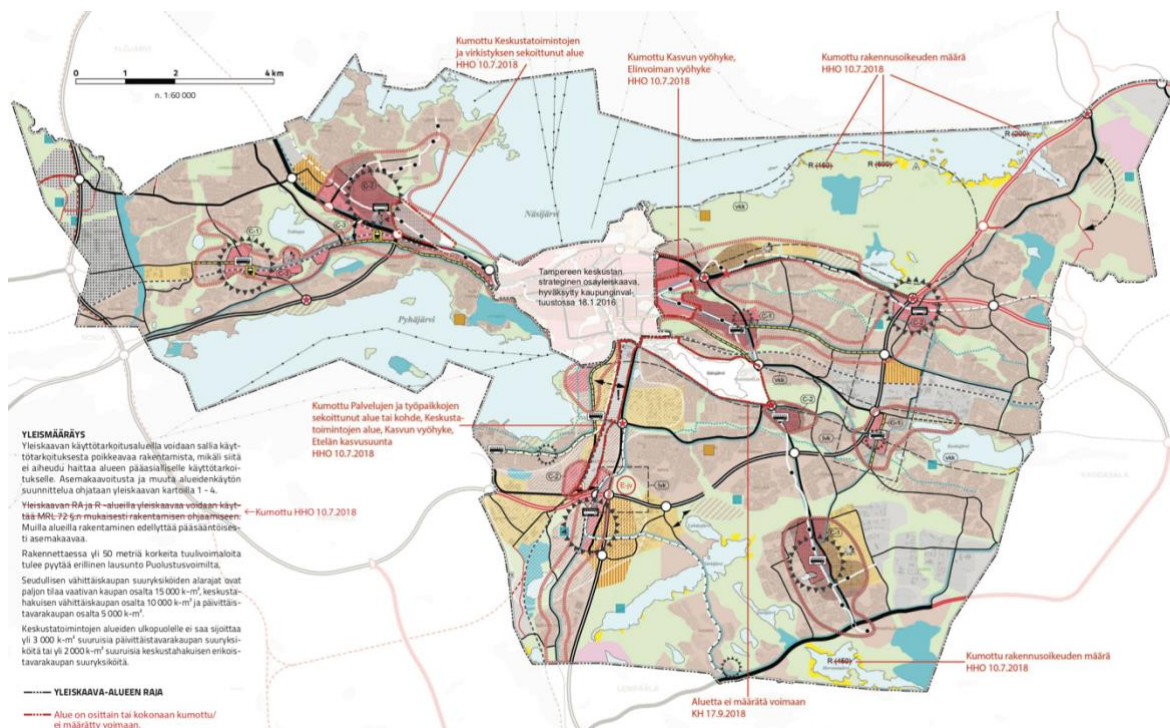 Kumottu Keskustatoimintojen
ja virkistyksen sekoittunut alue
HHO 10.7.2018
Kumottu Kasvun vyöhyke,
Elinvoiman vyöhyke
HHO 10.7.2018
Kumottu rakennusoikeuden määrä
HHO 10.7.2018
0 1 2 4 km
n. 1:60 000
R (200)
R (150) R (600)
Näsijärvi
Tampereen keskustan
strateginen osayleiskaava,
hyväksytty kaupunginval-
tuustossa 18.1.2016
Pyhäjärvi
C-1
C-2
Kumottu Palvelujen ja työpaikkojen
sekoittunut alue tai kohde, Keskus-
tatoimintojen alue, Kasvun vyöhyke,
Etelän kasvusuunta
HHO 10.7.2018
C-2
E-jv
YLEISMÄÄRÄYS
Yleiskaavan käyttötarkoitusalueilla voidaan sallia käyt-
tötarkoituksesta poikkeavaa rakentamista, mikäli siitä
ei aiheudu haittaa alueen pääasialliselle käyttötarkoi-
tukselle. Asemakaavoitusta ja muuta alueidenkäytön
suunnittelua ohjataan yleiskaavan kartoilla 1 - 4.
Yleiskaavan RA ja R -alueilla yleiskaavaa voidaan käyt-
tää MRL 72 §:n mukaisesti rakentamisen ohjaamiseen.
Muilla alueilla rakentaminen edellyttää pääsääntöises-
ti asemakaavaa.
←Kumottu HHO 10.7.2018
Rakennettaessa yli 50 metriä korkeita tuulivoimaloita
tulee pyytää erillinen lausunto Puolustusvoimilta.
Seudullisen vähittäiskaupan suuryksiköiden alarajat ovat
paljon tilaa vaativan kaupan osalta 15 000 k-m², keskusta-
hakuisen vähittäiskaupan osalta 10 000 k-m² ja päivittäis-
tavarakaupan osalta 5 000 k-m².
Keskustatoimintojen alueiden ulkopuolelle ei saa sijoittaa
yli 3 000 k-m² suuruisia päivittäistavarakaupan suuryksi-
köitä tai yli 2 000 k-m² suuruisia keskustahakuisen erikois-
tavarakaupan suuryksiköitä.
R (450)
Kumottu rakennusoikeuden määrä
HHO 10.7.2018
Aluetta ei määrätä voimaan
KH 17.9.2018
YLEISKAAVA-ALUEEN RAJA
Alue on osittain tai kokonaan kumottu/
ei määrätty voimaan.